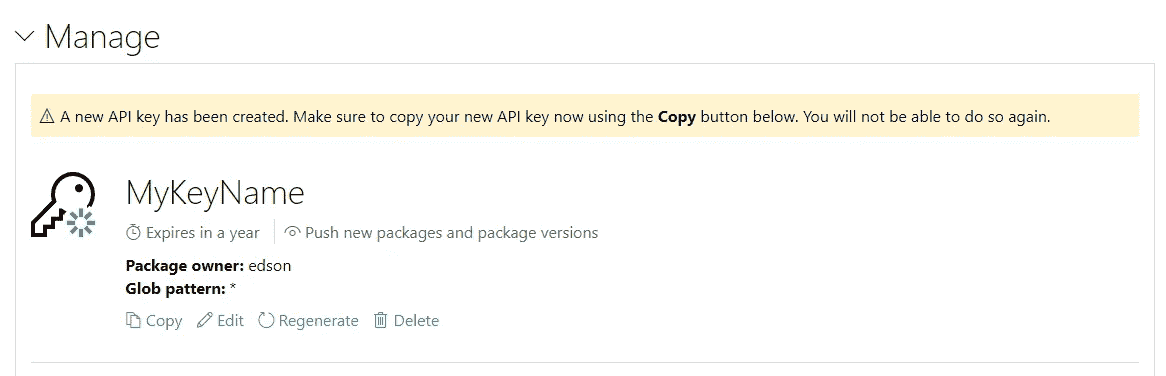 Manage
A new API key has been created. Make sure to copy your new API key now using the Copy button below. You will not be able to do so again.
MyKeyName
Expires in a year Push new packages and package versions
Package owner: edson
Glob pattern: *
Copy Edit Regenerate Delete